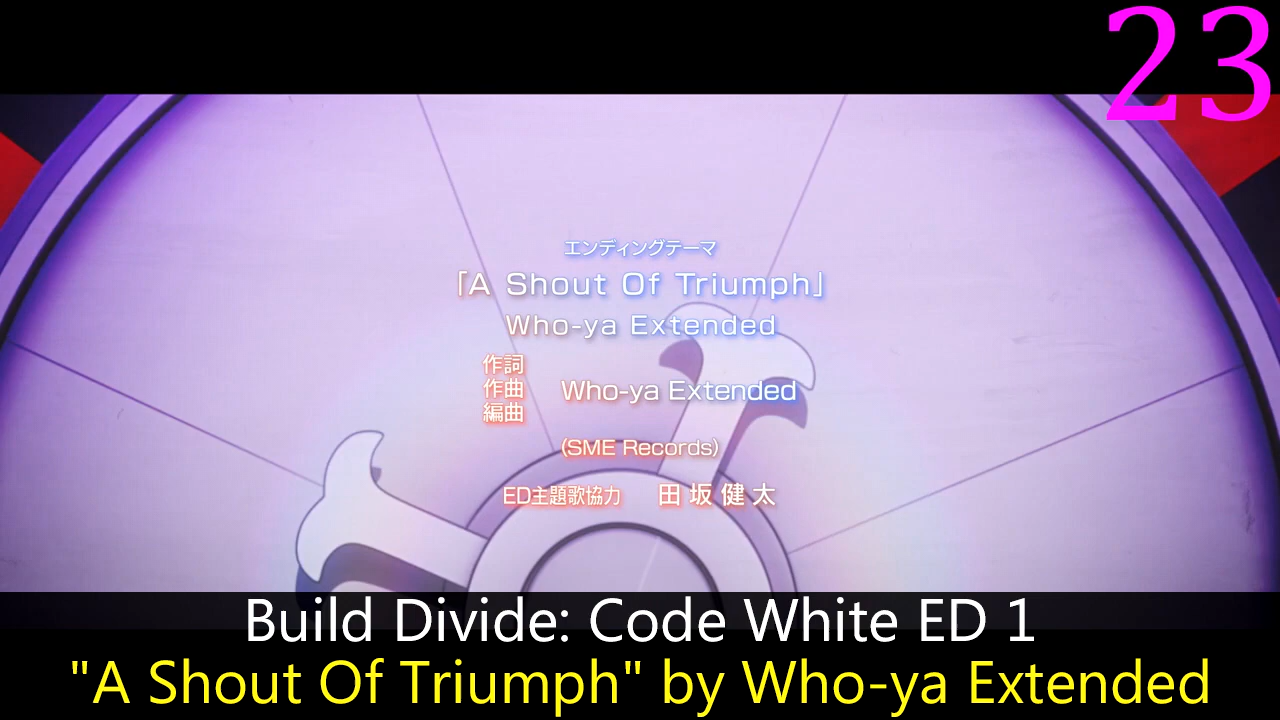 23
エンディングテーマ
「A Shout Of Triumph」
Who-ya Extended
作詞
作曲
編曲
Who-ya Extended
(SME Records)
ED主題歌協力 田坂健太
Build Divide: Code White ED 1
"A Shout Of Triumph" by Who-ya Extended